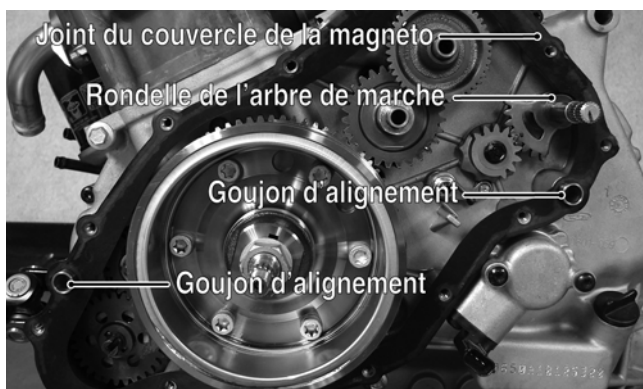 Joint du couvercle de la magnéto
Rondelle de l'arbre de marche
Goujon d'alignement
Goujon d'alignement